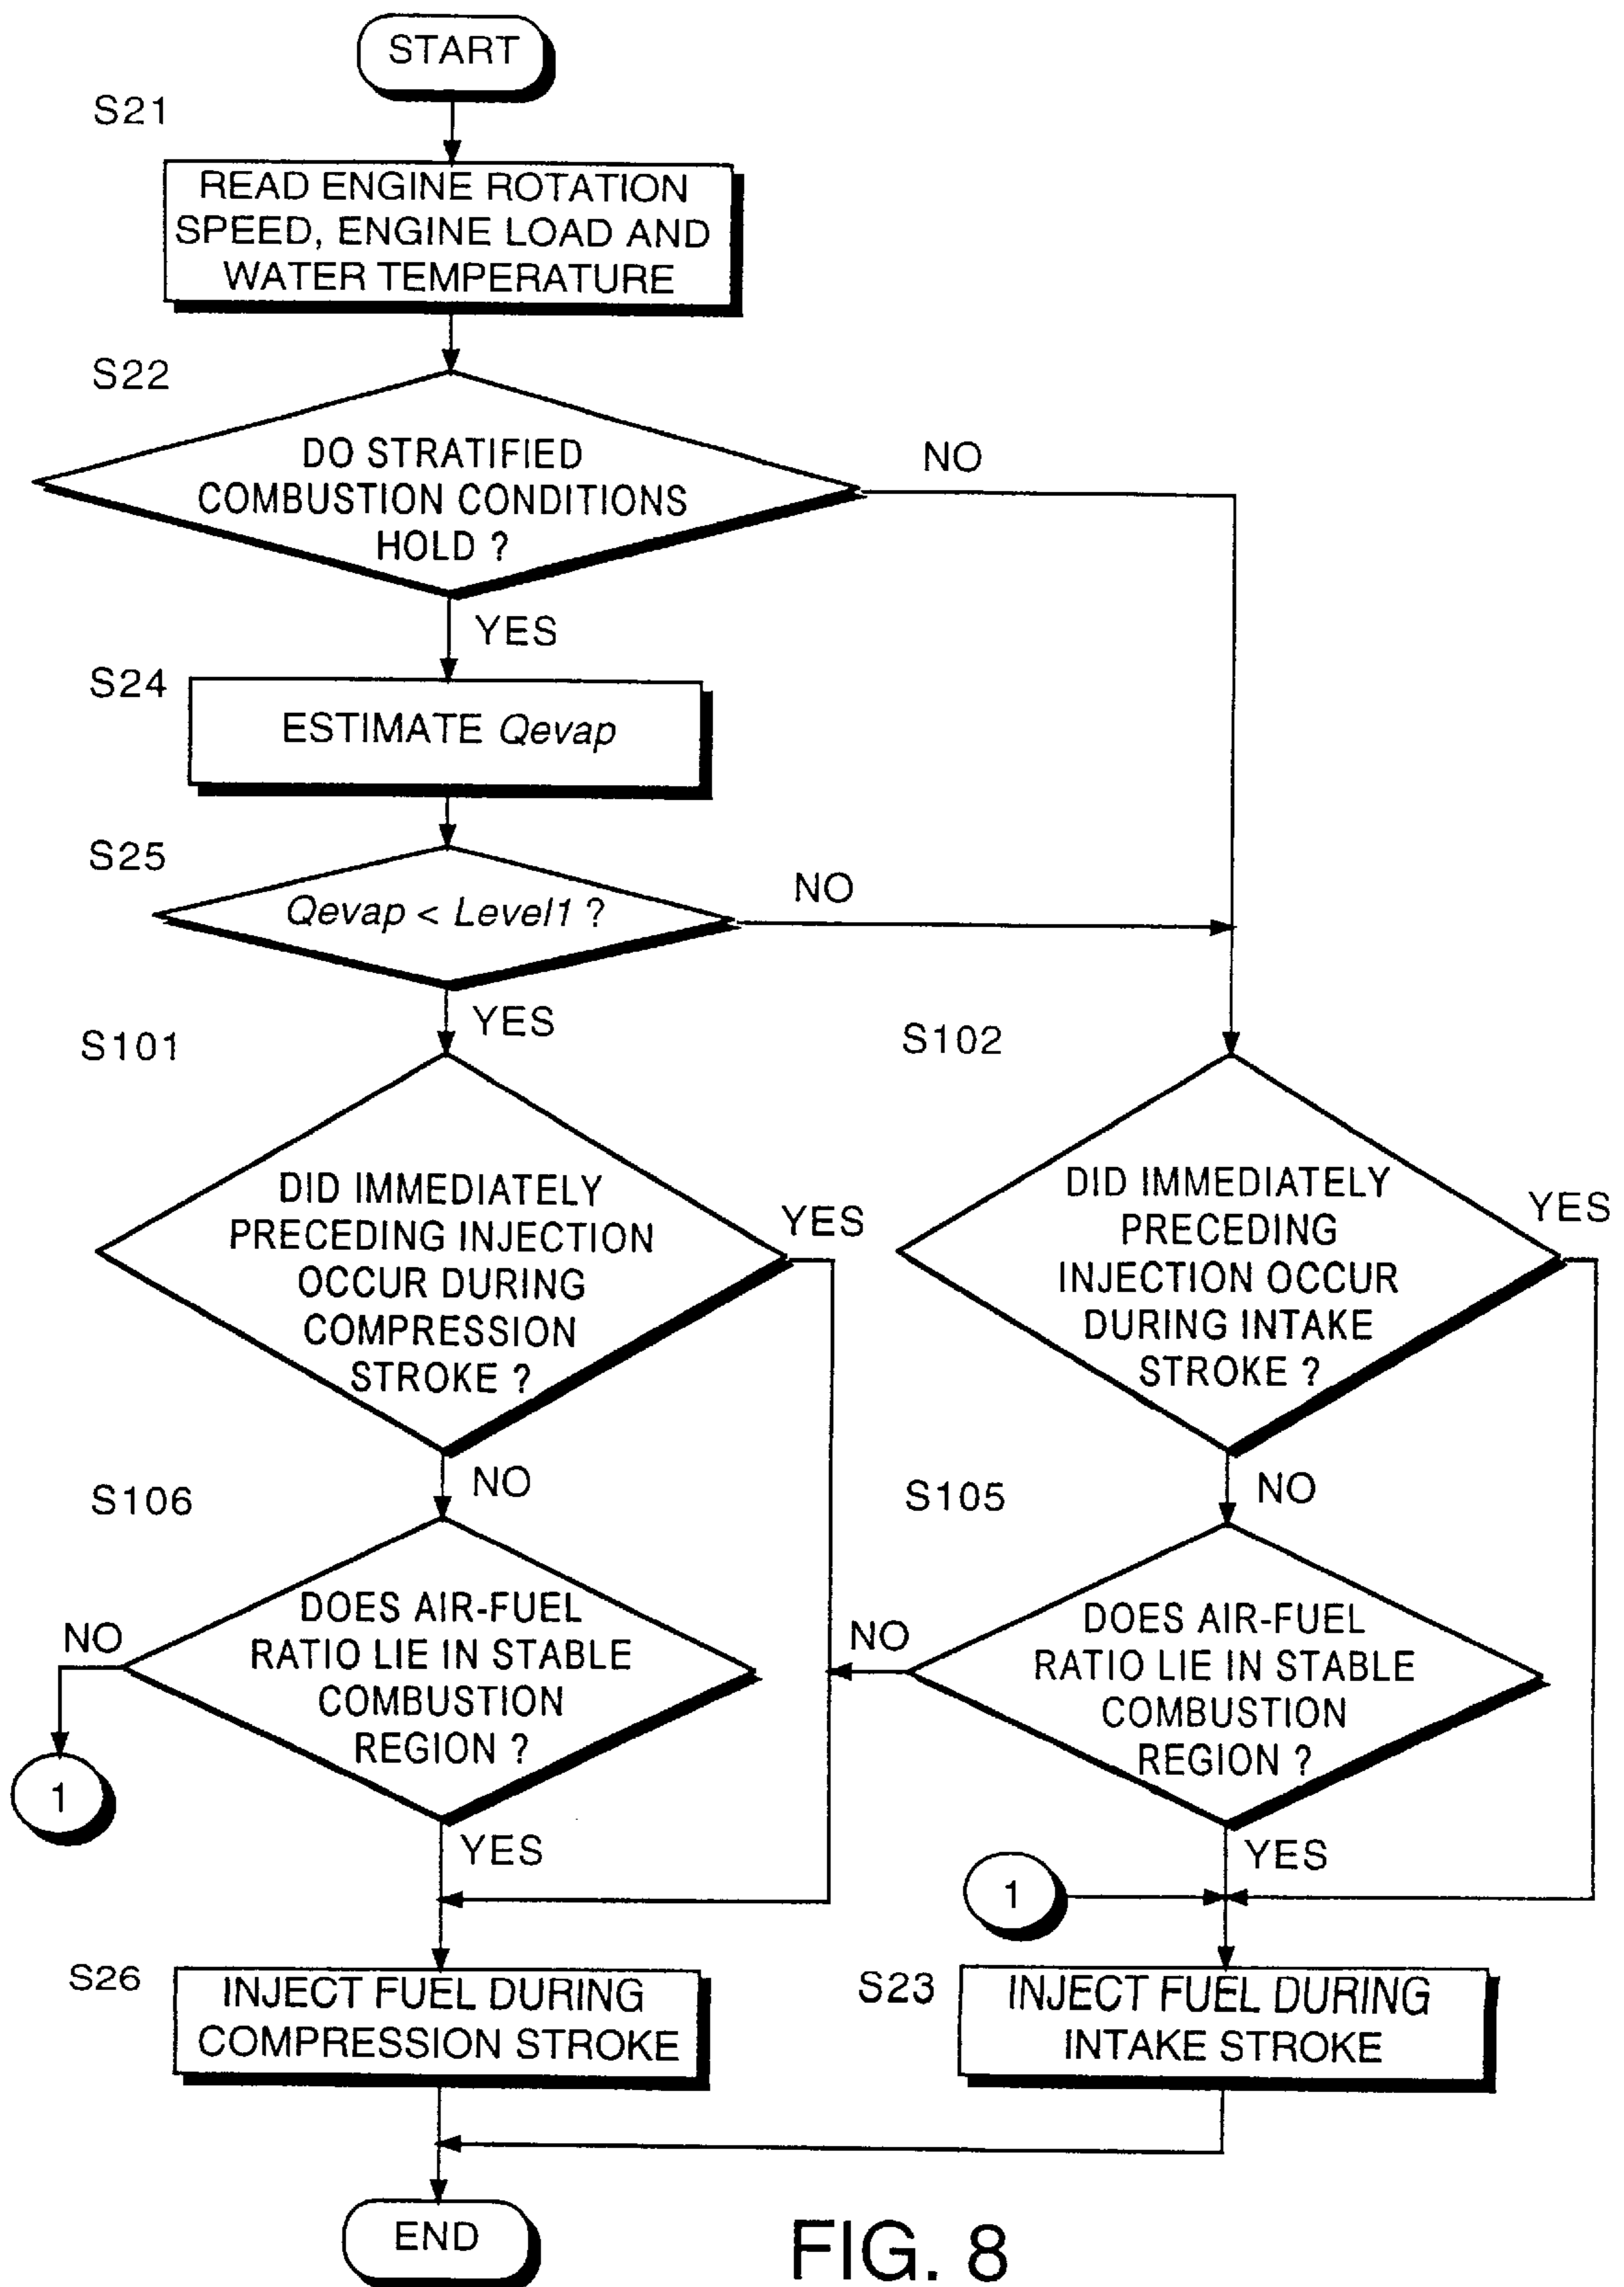 START
S21
READ ENGINE ROTATION
SPEED, ENGINE LOAD AND
WATER TEMPERATURE
S22
DO STRATIFIED
COMBUSTION CONDITIONS
HOLD ?
NO
YES
S24
ESTIMATE Qevap
S25
Qevap < Level1 ?
NO
YES
S101
DID IMMEDIATELY
PRECEDING INJECTION
OCCUR DURING
COMPRESSION
STROKE ?
YES
NO
S102
DID IMMEDIATELY
PRECEDING
INJECTION OCCUR
DURING INTAKE
STROKE ?
YES
NO
S106
DOES AIR-FUEL
RATIO LIE IN STABLE
COMBUSTION
REGION ?
NO
1
YES
S105
DOES AIR-FUEL
RATIO LIE IN STABLE
COMBUSTION
REGION ?
NO
YES
1
S26
INJECT FUEL DURING
COMPRESSION STROKE
S23
INJECT FUEL DURING
INTAKE STROKE
END
FIG. 8